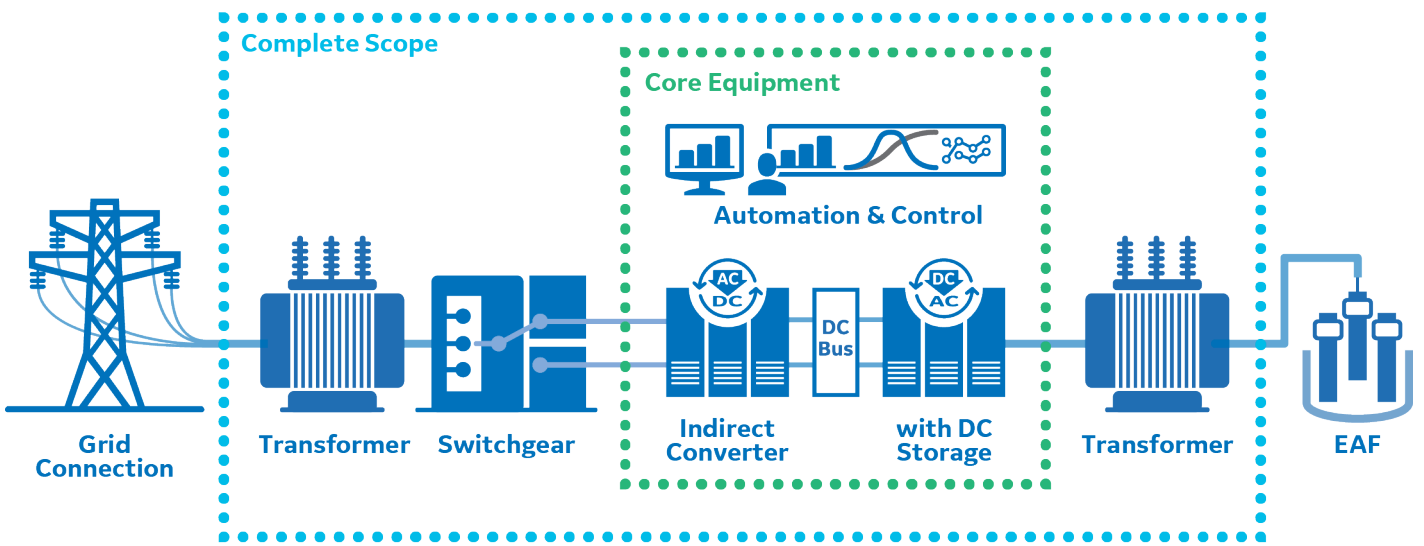 Complete Scope
Core Equipment
Automation & Control
AC
DC
DC
AC
DC
Bus
Grid
Connection
Transformer
Switchgear
Indirect
Converter
with DC
Storage
Transformer
EAF